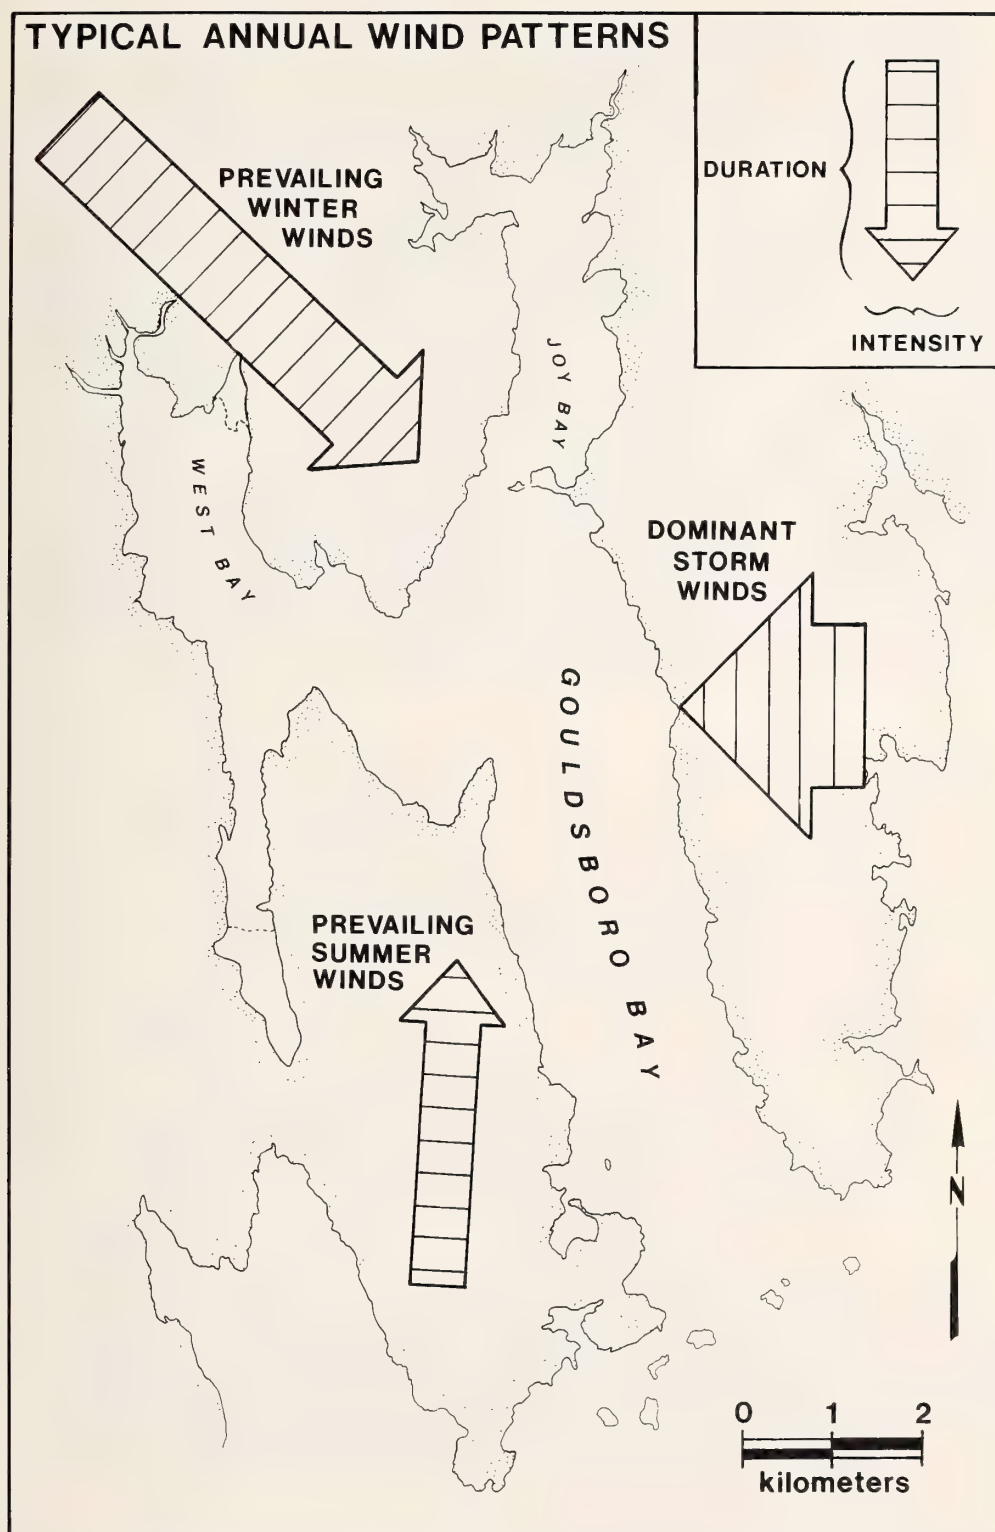 TYPICAL ANNUAL WIND PATTERNS
PREVAILING
WINTER
WINDS
DURATION
INTENSITY
JOY BAY
WEST BAY
DOMINANT
STORM
WINDS
GOULDSBORO BAY
PREVAILING
SUMMER
WINDS
N
0 1 2
kilometers